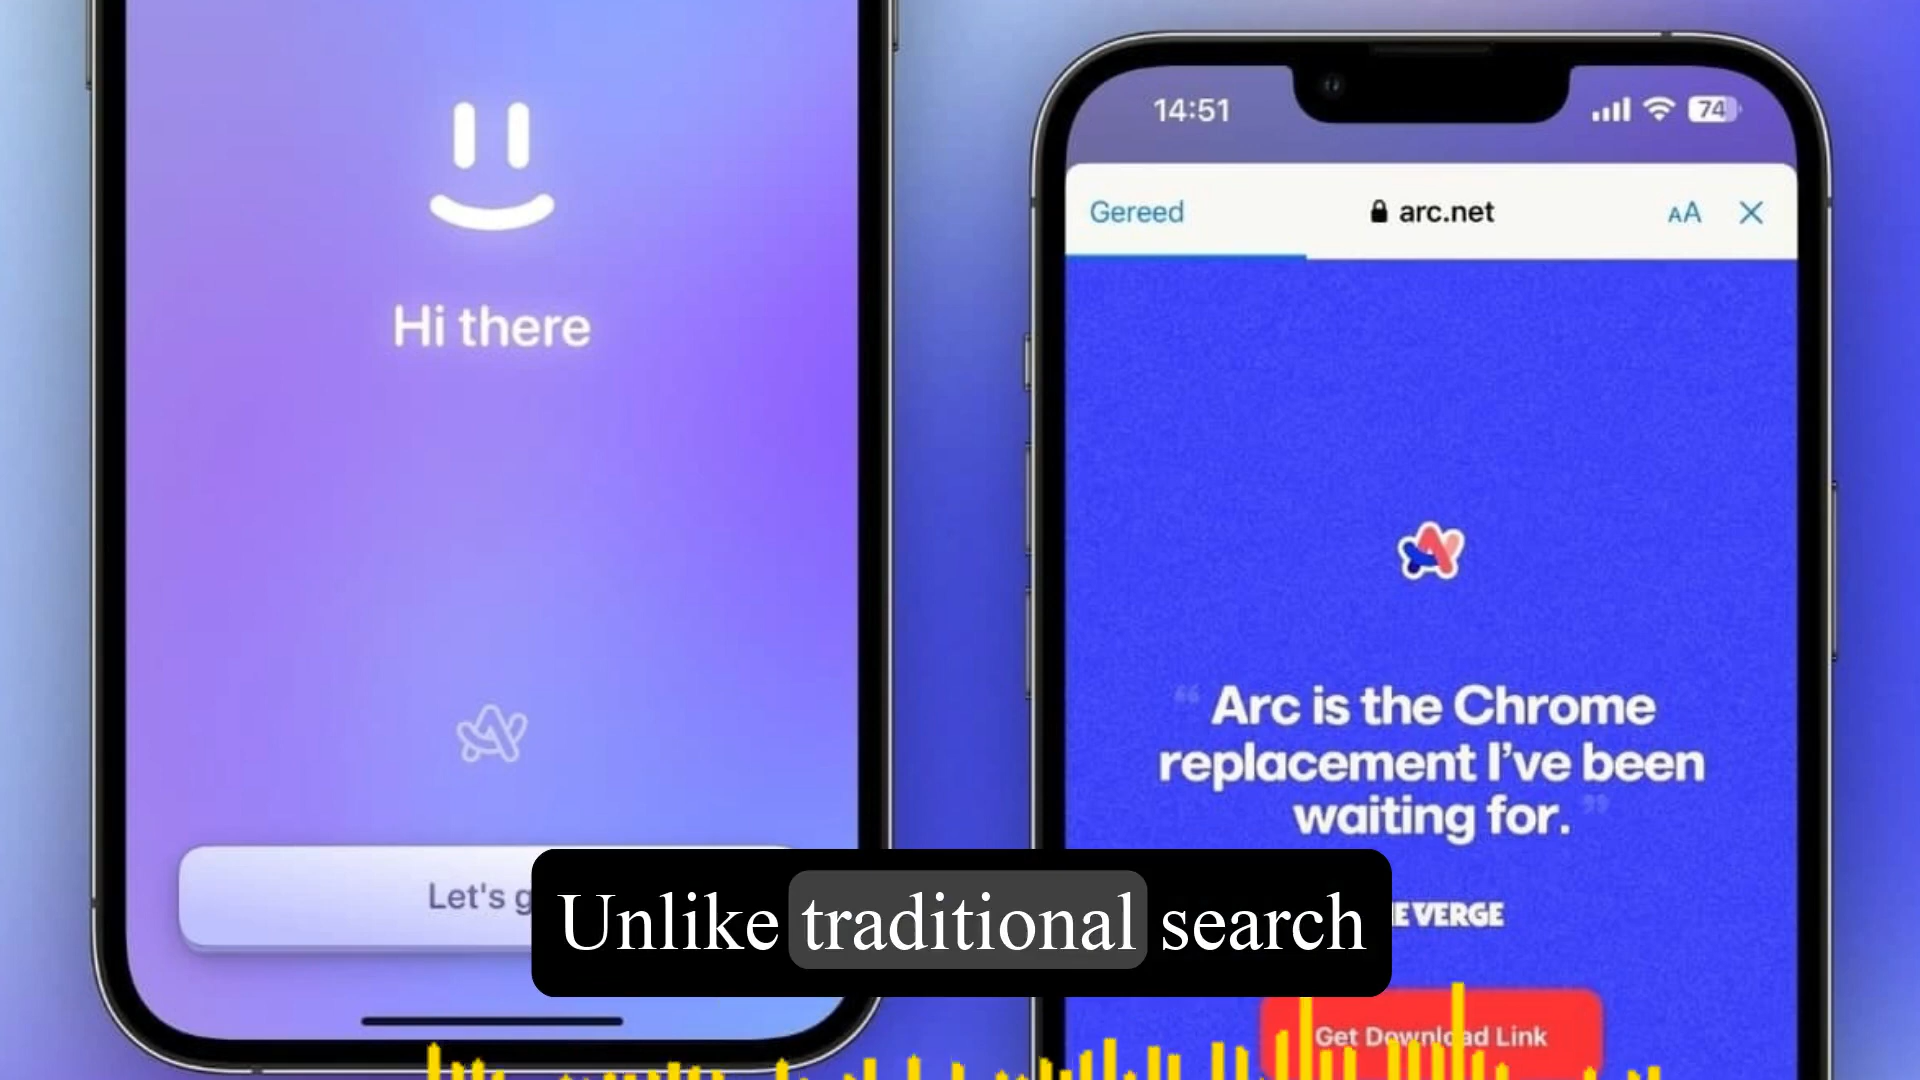 Hi there
Let's g
14:51
74
Gereed
arc.net
AA
“ Arc is the Chrome
replacement I’ve been
waiting for. ”
E VERGE
Get Download Link
Unlike traditional search